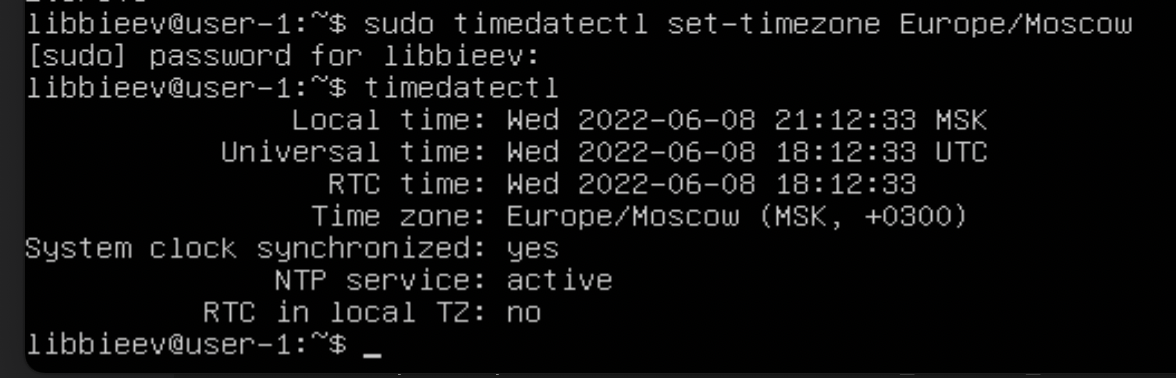 libbieev@user-1:~$ sudo timedatectl set-timezone Europe/Moscow
[sudo] password for libbieev:
libbieev@user-1:~$ timedatectl
Local time: Wed 2022-06-08 21:12:33 MSK
Universal time: Wed 2022-06-08 18:12:33 UTC
RTC time: Wed 2022-06-08 18:12:33
Time zone: Europe/Moscow (MSK, +0300)
System clock synchronized: yes
NTP service: active
RTC in local TZ: no
libbieev@user-1:~$ _